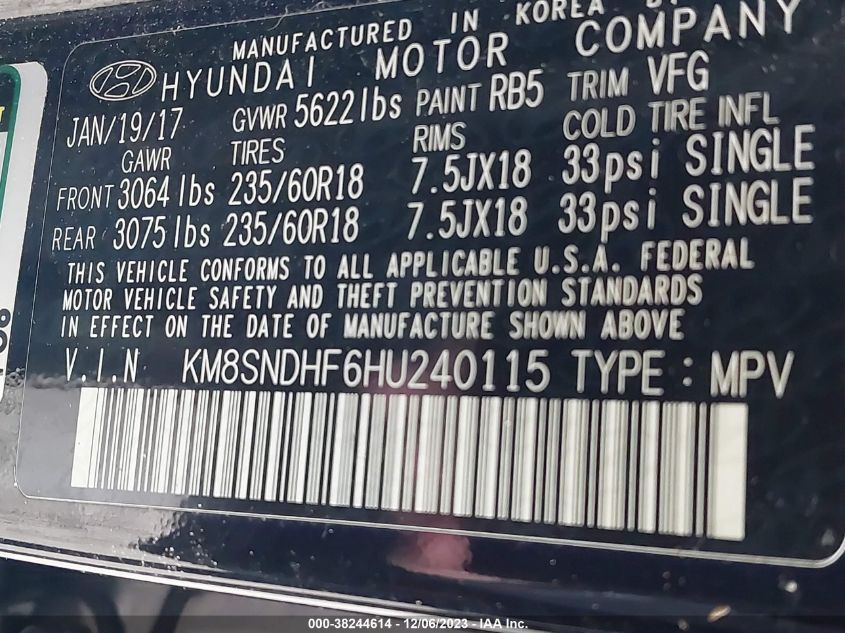 MANUFACTURED IN KOREA
HYUNDAI MOTOR COMPANY
JAN/19/17 GVWR 5622lbs PAINT RB5 TRIM VFG
GAWR TIRES RIMS COLD TIRE INFL
FRONT 3064lbs 235/60R18 7.5JX18 33psi SINGLE
REAR 3075lbs 235/60R18 7.5JX18 33psi SINGLE
THIS VEHICLE CONFORMS TO ALL APPLICABLE U.S.A. FEDERAL
MOTOR VEHICLE SAFETY AND THEFT PREVENTION STANDARDS
IN EFFECT ON THE DATE OF MANUFACTURE SHOWN ABOVE
V.I.N KM8SNDHF6HU240115 TYPE : MPV
000-38244614 - 12/06/2023 - IAA Inc.